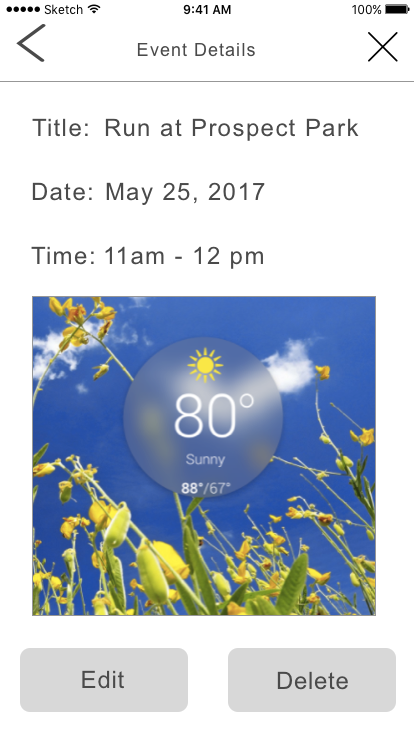 Sketch 9:41 AM 100%
Event Details
Title: Run at Prospect Park
Date: May 25, 2017
Time: 11am - 12 pm
80°
Sunny
88°/67°
Edit Delete